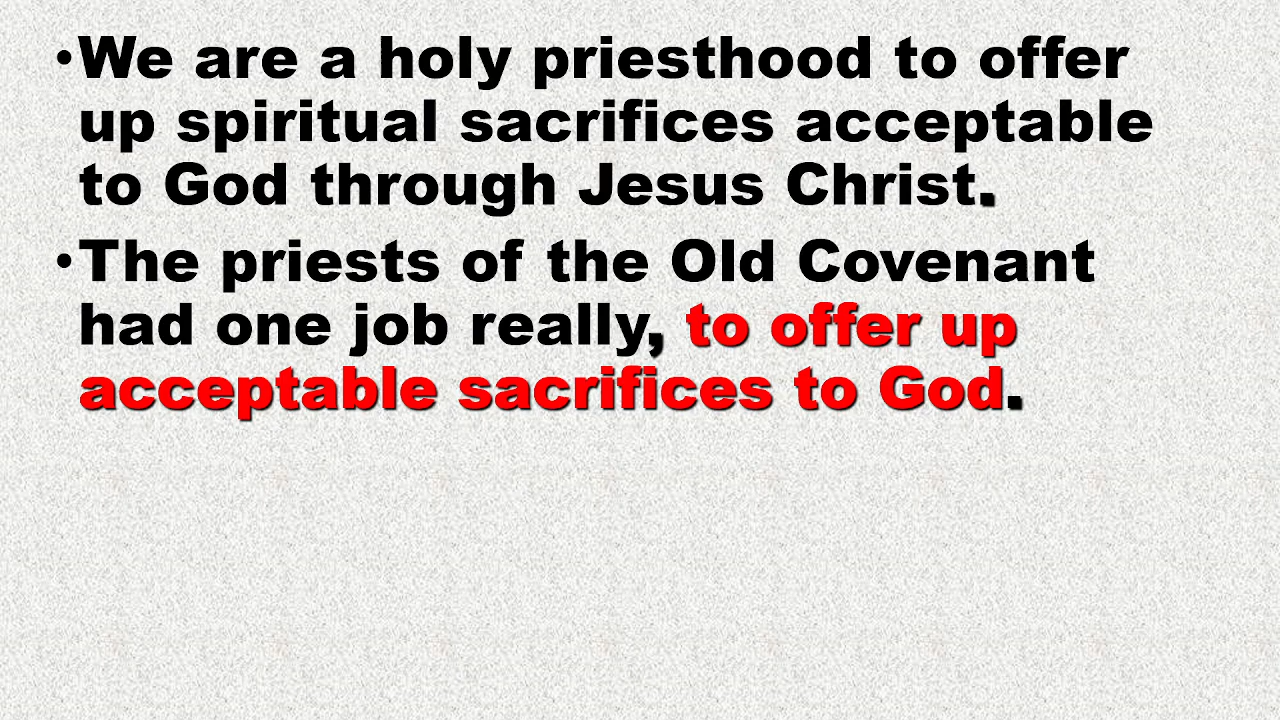 •We are a holy priesthood to offer
up spiritual sacrifices acceptable
to God through Jesus Christ.
•The priests of the Old Covenant
had one job really, to offer up
acceptable sacrifices to God.